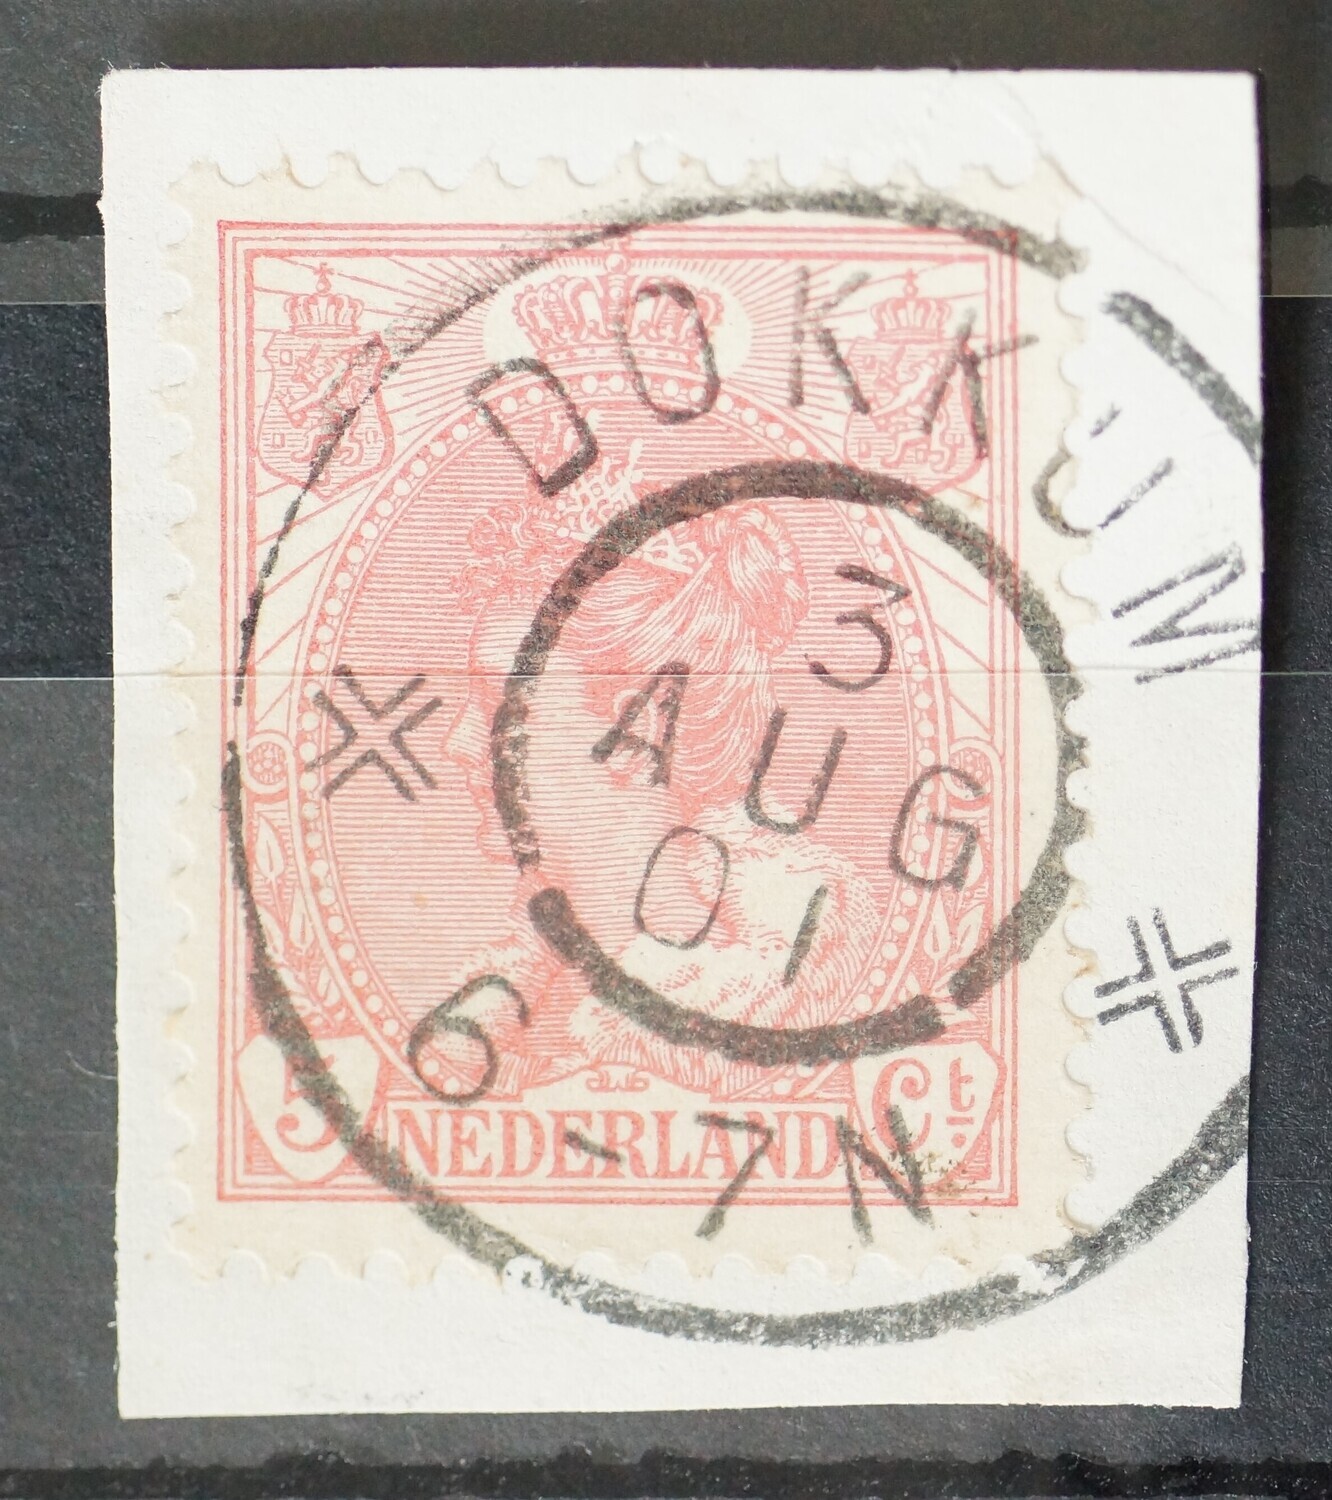 DOKKUM
3
AUG
01
6-7N
5
NEDERLAND
Ct.